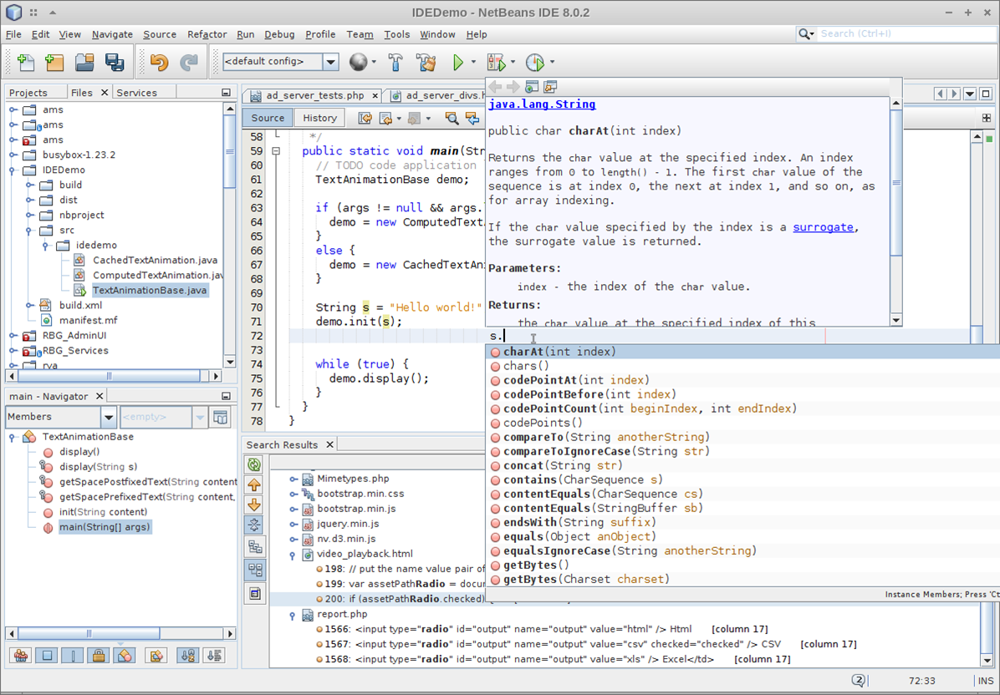 IDEDemo - NetBeans IDE 8.0.2
File Edit View Navigate Source Refactor Run Debug Profile Team Tools Window Help
Search (Ctrl+I)
<default config>
Projects Files Services
ams
ams
ams
busybox-1.23.2
IDEDemo
build
dist
nbproject
src
idedemo
CachedTextAnimation.java
ComputedTextAnimation.jav
TextAnimationBase.java
build.xml
manifest.mf
RBG_AdminUI
RBG_Services
rva
main - Navigator
Members
<empty>
TextAnimationBase
display()
display(String s)
getSpacePostfixedText(String content
getSpacePrefixedText(String content,
init(String content)
main(String[] args)
ad_server_tests.php ad_server_divs.h
Source History
58 */
59 public static void main(Str
60 // TODO code application
61 TextAnimationBase demo;
62
63 if (args != null && args.
64 demo = new ComputedText
65 }
66 else {
67 demo = new CachedTextAni
68 }
69
70 String s = "Hello world!"
71 demo.init(s);
72 s.
73
74 while (true) {
75 demo.display();
76 }
77 }
78 }
java.lang.String
public char charAt(int index)
Returns the char value at the specified index. An index
ranges from 0 to length() - 1. The first char value of the
sequence is at index 0, the next at index 1, and so on, as
for array indexing.
If the char value specified by the index is a surrogate,
the surrogate value is returned.
Parameters:
index - the index of the char value.
Returns:
the char value at the specified index of this
charAt(int index)
chars()
codePointAt(int index)
codePointBefore(int index)
codePointCount(int beginIndex, int endIndex)
codePoints()
compareTo(String anotherString)
compareToIgnoreCase(String str)
concat(String str)
contains(CharSequence s)
contentEquals(CharSequence cs)
contentEquals(StringBuffer sb)
endsWith(String suffix)
equals(Object anObject)
equalsIgnoreCase(String anotherString)
getBytes()
getBytes(Charset charset)
Instance Members; Press 'Ct
Search Results
Mimetypes.php
bootstrap.min.css
bootstrap.min.js
jquery.min.js
nv.d3.min.js
video_playback.html
198: // put the name value pair of
199: var assetPathRadio = docum
200: if (assetPathRadio.checked)
report.php
1566: <input type="radio" id="output" name="output" value="html" /> Html [column 17]
1567: <input type="radio" id="output" name="output" value="csv" checked="checked" /> CSV [column 17]
1568: <input type="radio" id="output" name="output" value="xls" /> Excel</td> [column 17]
2 72:33 INS